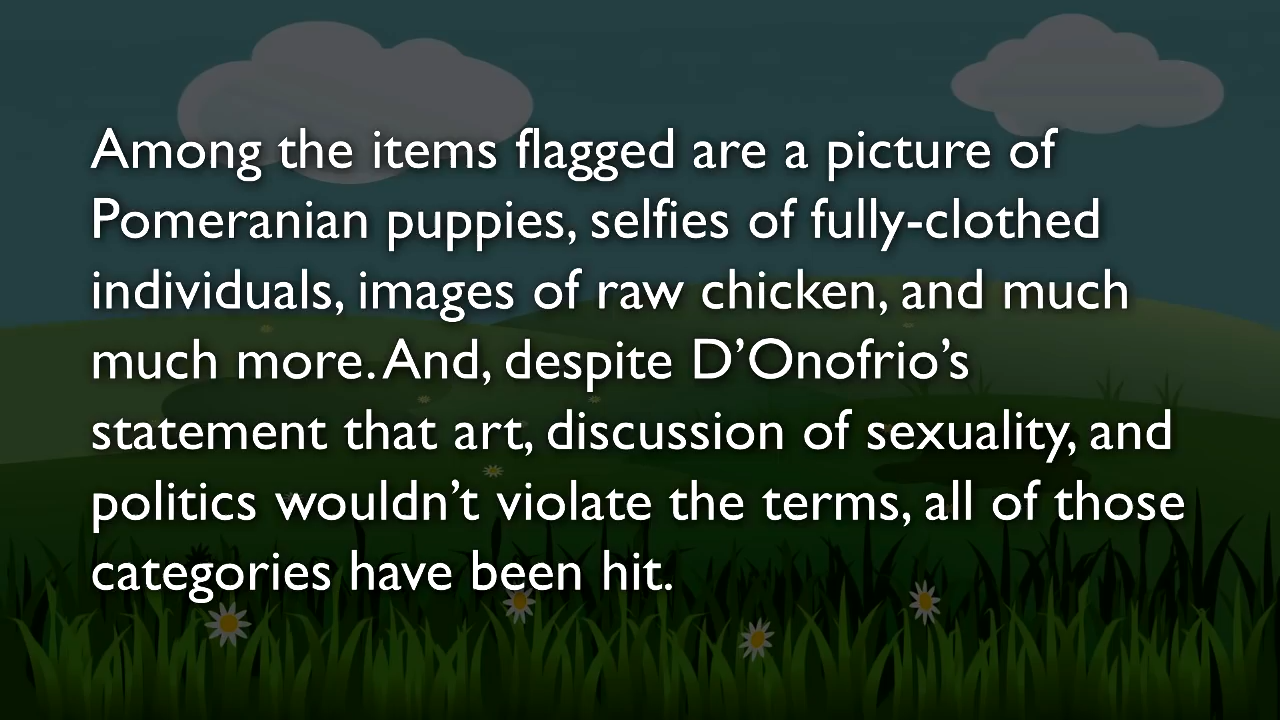 Among the items flagged are a picture of
Pomeranian puppies, selfies of fully-clothed
individuals, images of raw chicken, and much
much more. And, despite D’Onofrio’s
statement that art, discussion of sexuality, and
politics wouldn’t violate the terms, all of those
categories have been hit.